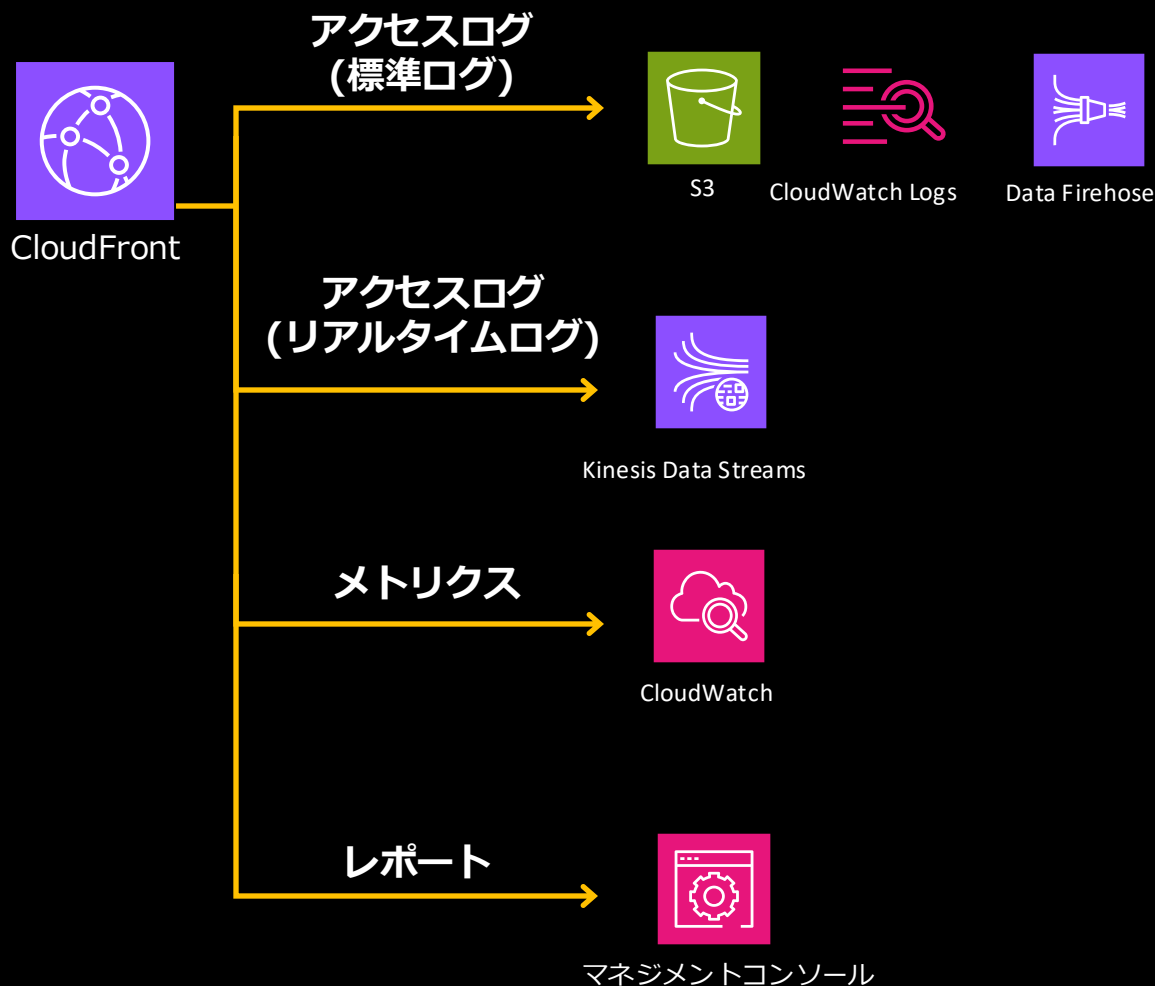 アクセスログ
(標準ログ)
CloudFront
S3
CloudWatch Logs
Data Firehose
アクセスログ
(リアルタイムログ)
Kinesis Data Streams
メトリクス
CloudWatch
レポート
マネジメントコンソール